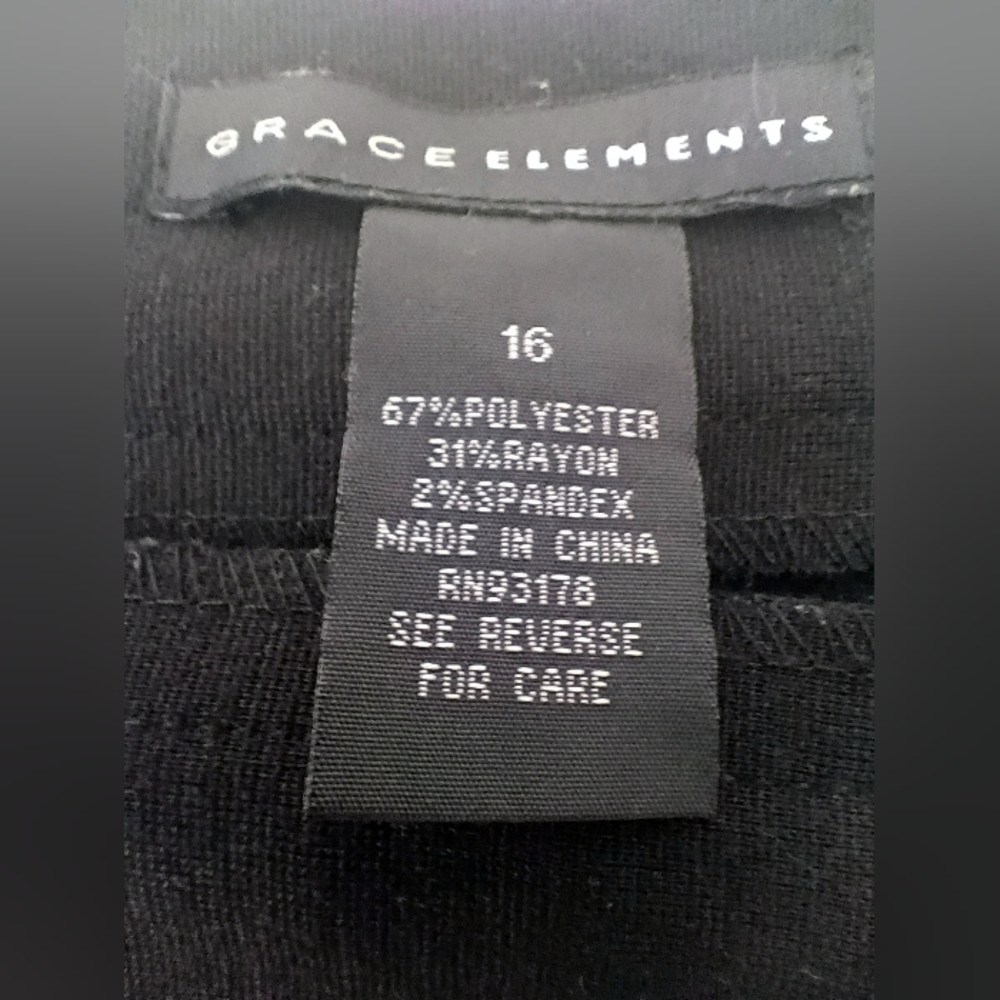 GRACE ELEMENTS
16
67%POLYESTER
31%RAYON
2%SPANDEX
MADE IN CHINA
RN93178
SEE REVERSE
FOR CARE